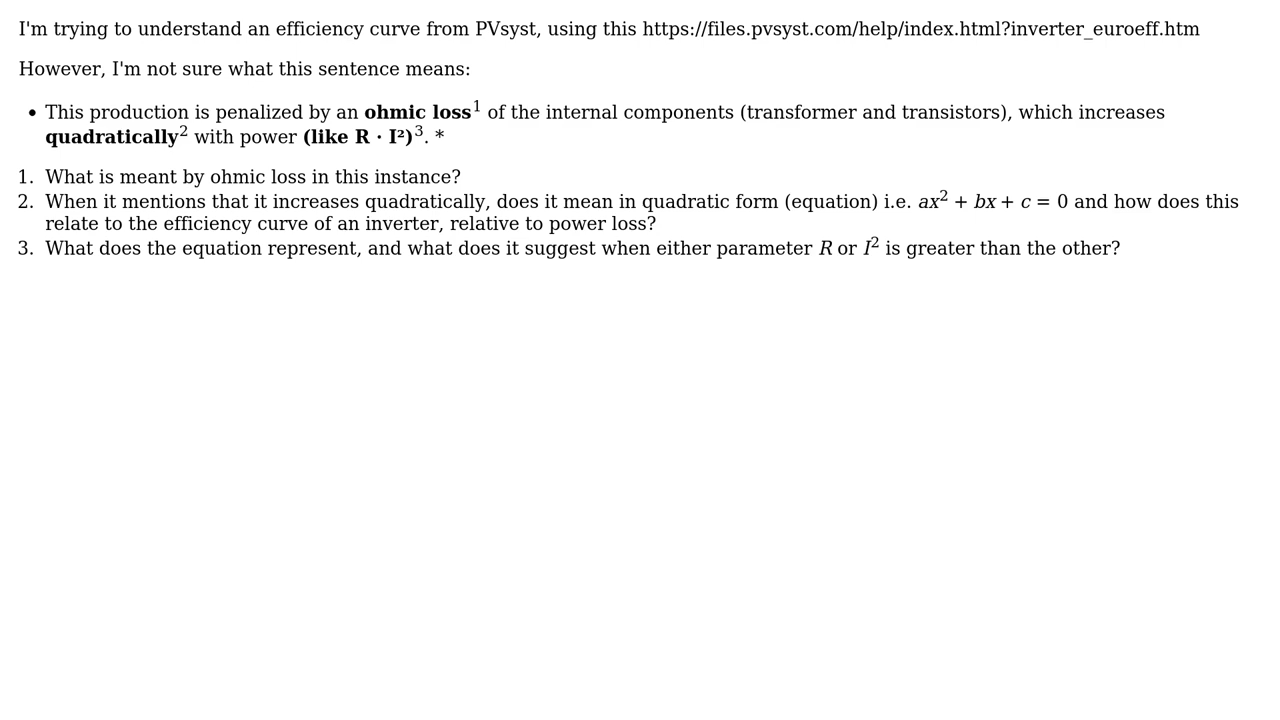 I'm trying to understand an efficiency curve from PVsyst, using this https://files.pvsyst.com/help/index.html?inverter_euroeff.htm
However, I'm not sure what this sentence means:
• This production is penalized by an ohmic loss¹ of the internal components (transformer and transistors), which increases
quadratically² with power (like R · I²)³. *
1. What is meant by ohmic loss in this instance?
2. When it mentions that it increases quadratically, does it mean in quadratic form (equation) i.e. ax² + bx + c = 0 and how does this
relate to the efficiency curve of an inverter, relative to power loss?
3. What does the equation represent, and what does it suggest when either parameter R or I² is greater than the other?